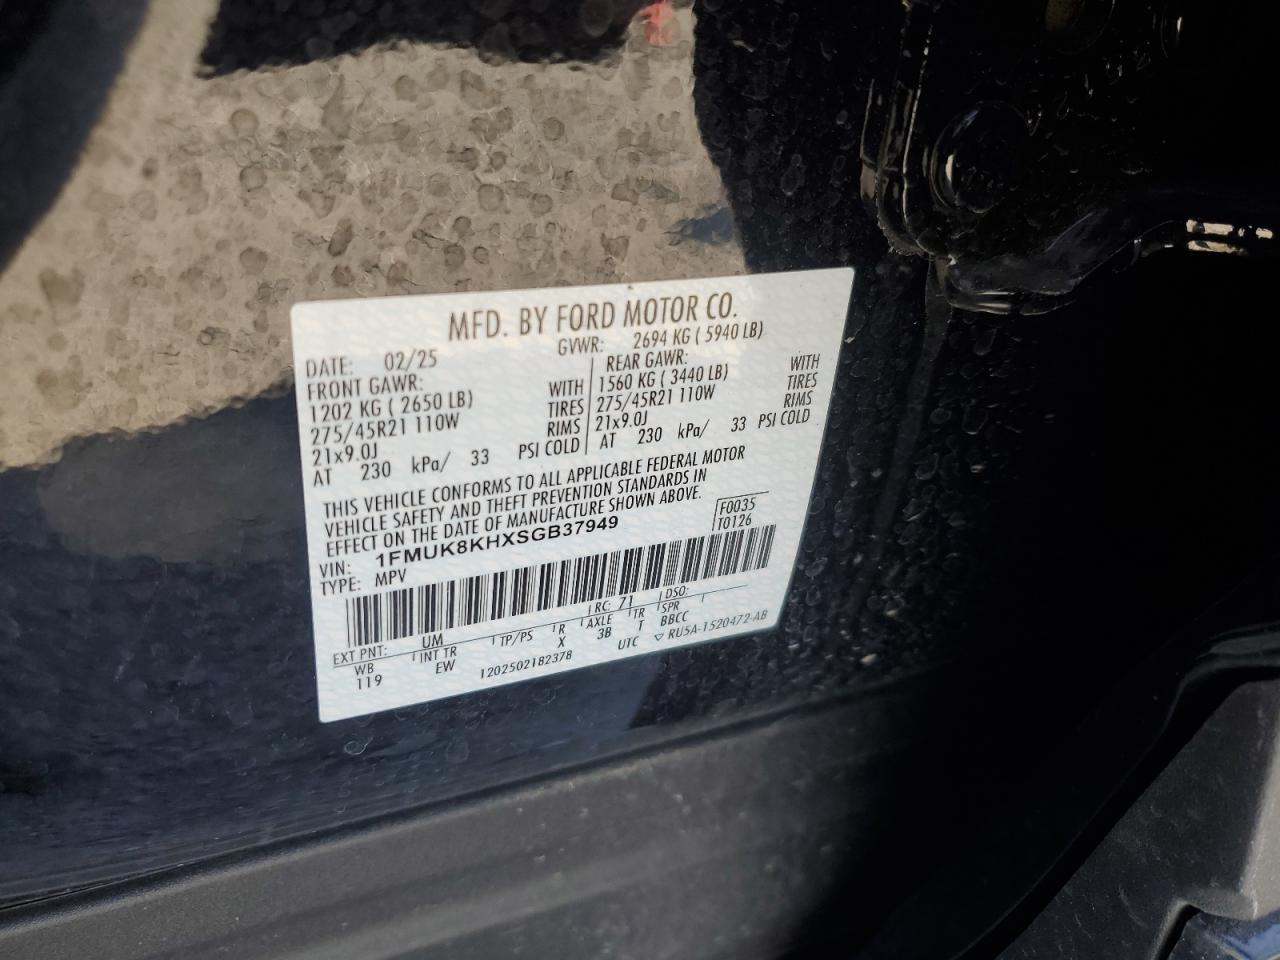 MFD. BY FORD MOTOR CO.
DATE: 02/25 GVWR: 2694 KG ( 5940 LB)
FRONT GAWR: REAR GAWR:
1202 KG ( 2650 LB) WITH 1560 KG ( 3440 LB) WITH
275/45R21 110W TIRES 275/45R21 110W TIRES
21x9.0J RIMS 21x9.0J RIMS
AT 230 kPa/ 33 PSI COLD AT 230 kPa/ 33 PSI COLD
THIS VEHICLE CONFORMS TO ALL APPLICABLE FEDERAL MOTOR
VEHICLE SAFETY AND THEFT PREVENTION STANDARDS IN
EFFECT ON THE DATE OF MANUFACTURE SHOWN ABOVE.
VIN: 1FMUK8KHXSGB37949 F0035
TYPE: MPV T0126
EXT PNT: UM RC: 71 DSO:
WB INT TR TP/PS R AXLE TR SPR
119 EW X 3B T BBCC
1202502182378 UTC ▽ RU5A-1520472-AB